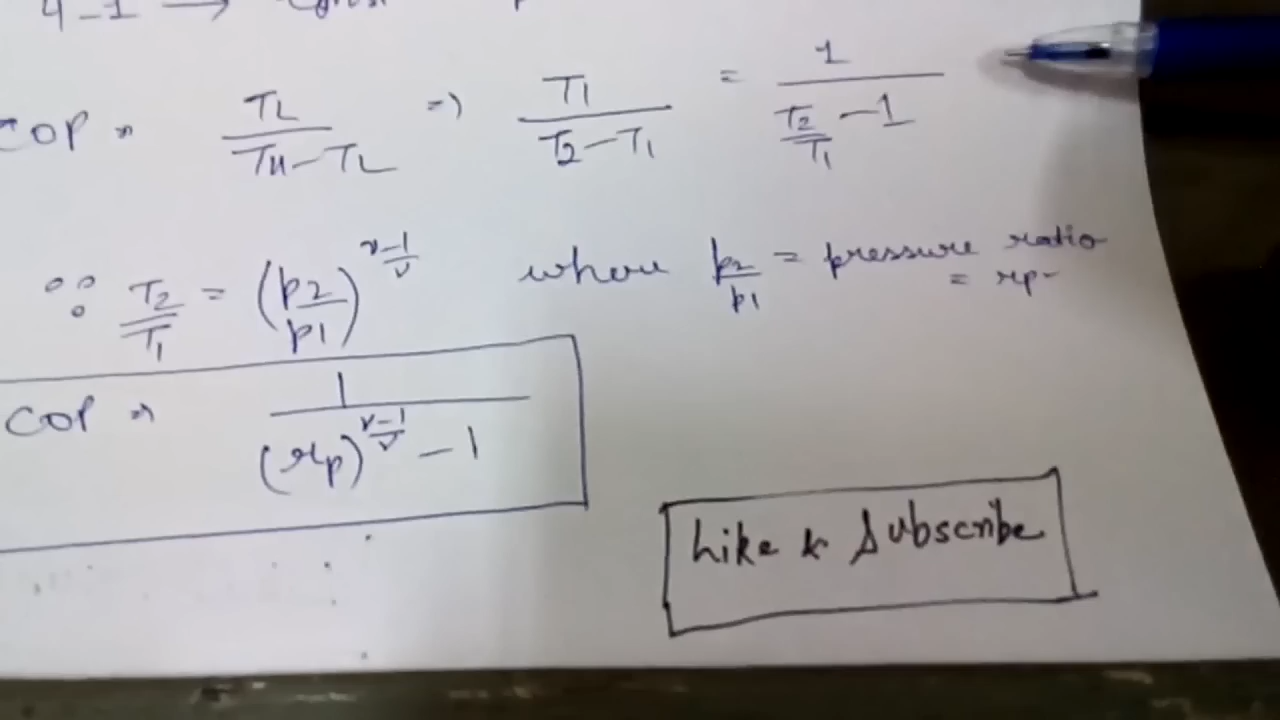 4-1 →
COP = TL / (TH - TL) ⇒ T1 / (T2 - T1) = 1 / (T2/T1 - 1)
∵ T2/T1 = (p2/p1)^(γ-1/γ) where p2/p1 = pressure ratio
= rp
COP ⇒ 1 / ((rp)^(γ-1/γ) - 1)
Like & Subscribe